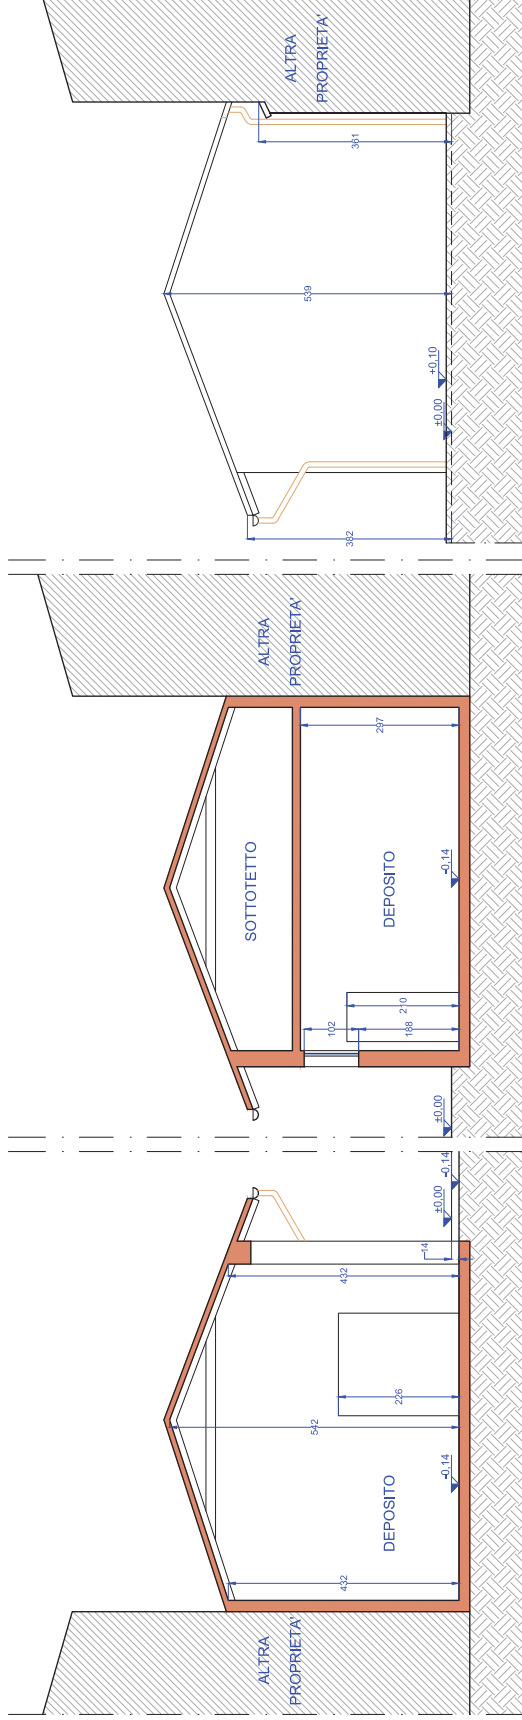 ALTRA
PROPRIETA'
432
DEPOSITO
-0,14
542
226
432
14
±0,00
-0,14
±0,00
188
102
210
SOTTOTETTO
DEPOSITO
-0,14
297
ALTRA
PROPRIETA'
382
±0,00
+0,10
539
361
ALTRA
PROPRIETA'